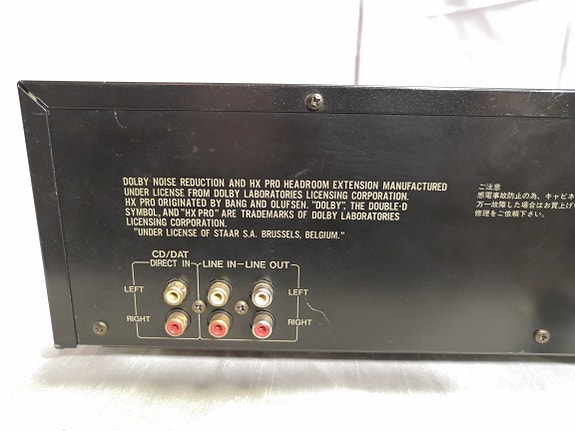 DOLBY NOISE REDUCTION AND HX PRO HEADROOM EXTENSION MANUFACTURED
UNDER LICENSE FROM DOLBY LABORATORIES LICENSING CORPORATION.
HX PRO ORIGINATED BY BANG AND OLUFSEN. "DOLBY", THE DOUBLE-D
SYMBOL, AND "HX PRO" ARE TRADEMARKS OF DOLBY LABORATORIES
LICENSING CORPORATION.
"UNDER LICENSE OF STAAR S.A. BRUSSELS, BELGIUM."
ご注意
感電事故防止の為、キャビネ
万一故障した場合はお買上げ
修理をご依頼下さい。
CD/DAT
DIRECT IN LINE IN LINE OUT
LEFT LEFT
RIGHT RIGHT